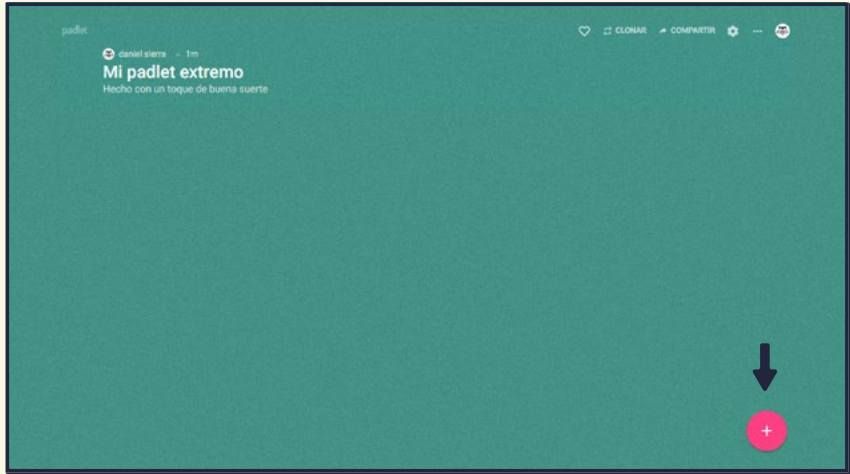 padlet
CLONAR COMPARTIR ...
daniel sierra · 1m
Mi padlet extremo
Hecho con un toque de buena suerte
+